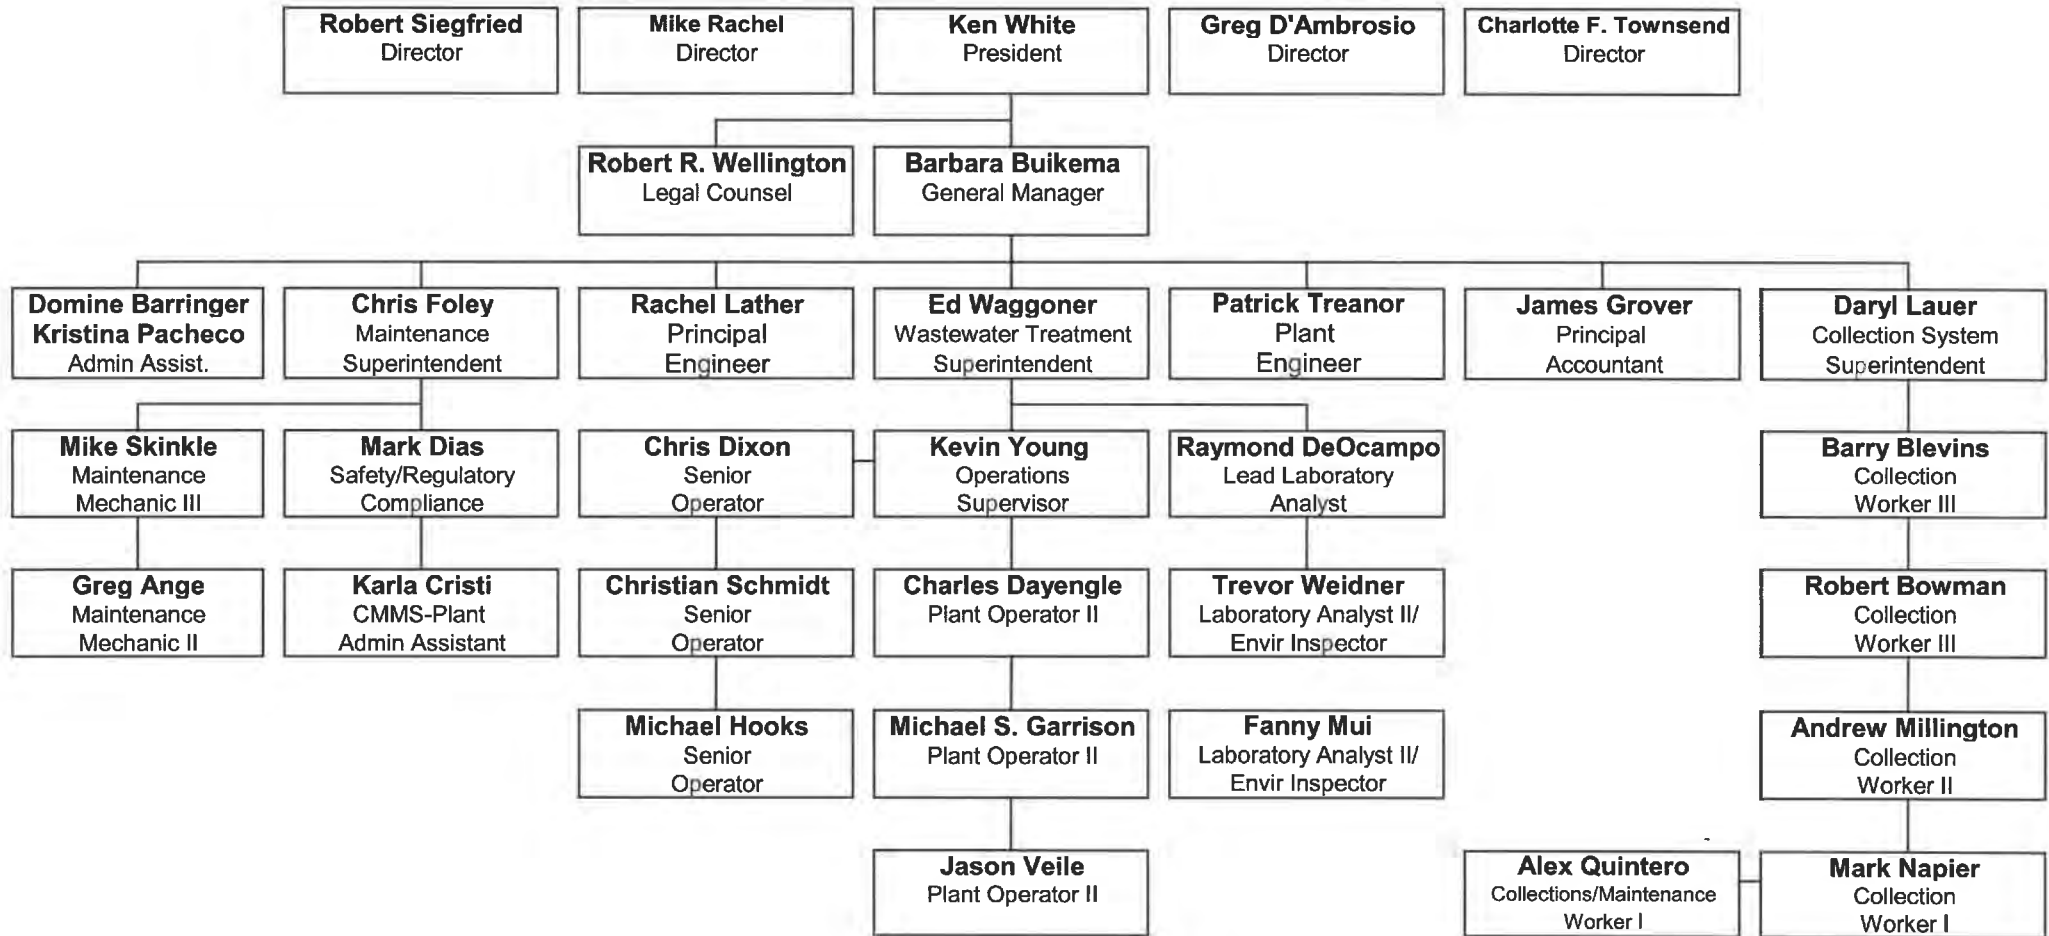 Robert Siegfried
Director
Mike Rachel
Director
Ken White
President
Greg D'Ambrosio
Director
Charlotte F. Townsend
Director
Robert R. Wellington
Legal Counsel
Barbara Buikema
General Manager
Domine Barringer
Kristina Pacheco
Admin Assist.
Chris Foley
Maintenance
Superintendent
Rachel Lather
Principal
Engineer
Ed Waggoner
Wastewater Treatment
Superintendent
Patrick Treanor
Plant
Engineer
James Grover
Principal
Accountant
Daryl Lauer
Collection System
Superintendent
Mike Skinkle
Maintenance
Mechanic III
Mark Dias
Safety/Regulatory
Compliance
Chris Dixon
Senior
Operator
Kevin Young
Operations
Supervisor
Raymond DeOcampo
Lead Laboratory
Analyst
Barry Blevins
Collection
Worker III
Greg Ange
Maintenance
Mechanic II
Karla Cristi
CMMS-Plant
Admin Assistant
Christian Schmidt
Senior
Operator
Charles Dayengle
Plant Operator II
Trevor Weidner
Laboratory Analyst II/
Envir Inspector
Robert Bowman
Collection
Worker III
Michael Hooks
Senior
Operator
Michael S. Garrison
Plant Operator II
Fanny Mui
Laboratory Analyst II/
Envir Inspector
Andrew Millington
Collection
Worker II
Jason Veile
Plant Operator II
Alex Quintero
Collections/Maintenance
Worker I
Mark Napier
Collection
Worker I